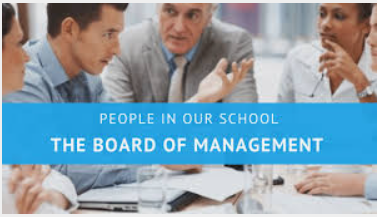 PEOPLE IN OUR SCHOOL
THE BOARD OF MANAGEMENT